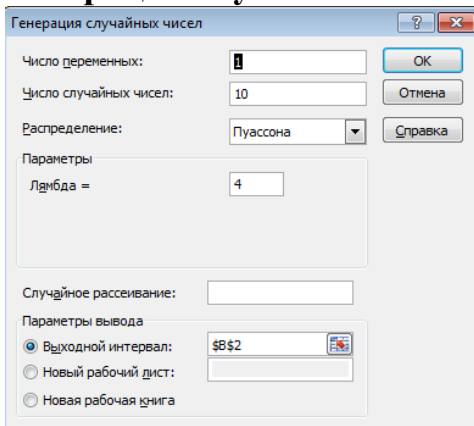 Генерация случайных чисел
Число переменных: 1
OK
Число случайных чисел: 10
Отмена
Распределение: Пуассона
Справка
Параметры
Лямбда = 4
Случайное рассеивание:
Параметры вывода
Выходной интервал: $B$2
Новый рабочий лист:
Новая рабочая книга